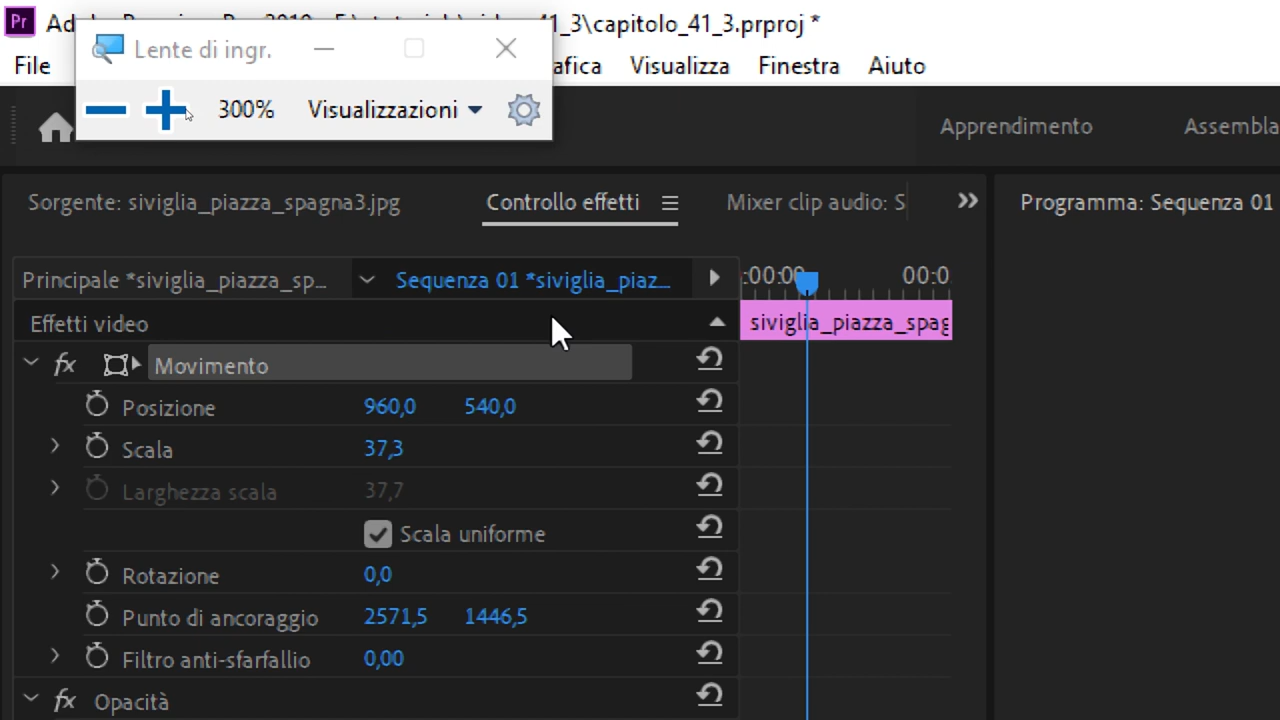 Pr
_3\capitolo_41_3.prprj *
Lente di ingr.
File
afica Visualizza Finestra Aiuto
300% Visualizzazioni
Apprendimento Assembla
Sorgente: siviglia_piazza_spagna3.jpg Controllo effetti Mixer clip audio: S Programma: Sequenza 01
Principale *siviglia_piazza_sp... Sequenza 01 *siviglia_piaz... :00:00 00:0
Effetti video siviglia_piazza_spag
fx Movimento
Posizione 960,0 540,0
Scala 37,3
Larghezza scala 37,7
Scala uniforme
Rotazione 0,0
Punto di ancoraggio 2571,5 1446,5
Filtro anti-sfarfallio 0,00
fx Opacità